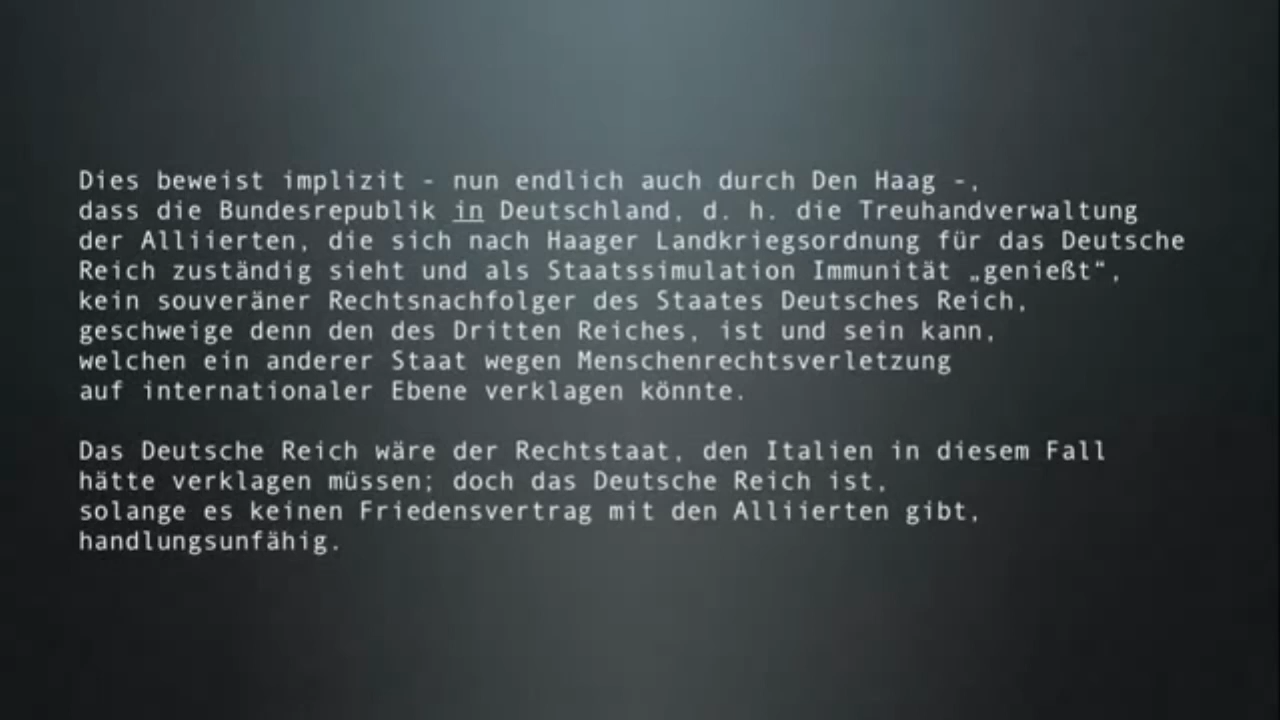 Dies beweist implizit - nun endlich auch durch Den Haag -,
dass die Bundesrepublik in Deutschland, d. h. die Treuhandverwaltung
der Alliierten, die sich nach Haager Landkriegsordnung für das Deutsche
Reich zuständig sieht und als Staatssimulation Immunität „genießt“,
kein souveräner Rechtsnachfolger des Staates Deutsches Reich,
geschweige denn den des Dritten Reiches, ist und sein kann,
welchen ein anderer Staat wegen Menschenrechtsverletzung
auf internationaler Ebene verklagen könnte.
Das Deutsche Reich wäre der Rechtstaat, den Italien in diesem Fall
hätte verklagen müssen; doch das Deutsche Reich ist,
solange es keinen Friedensvertrag mit den Alliierten gibt,
handlungsunfähig.